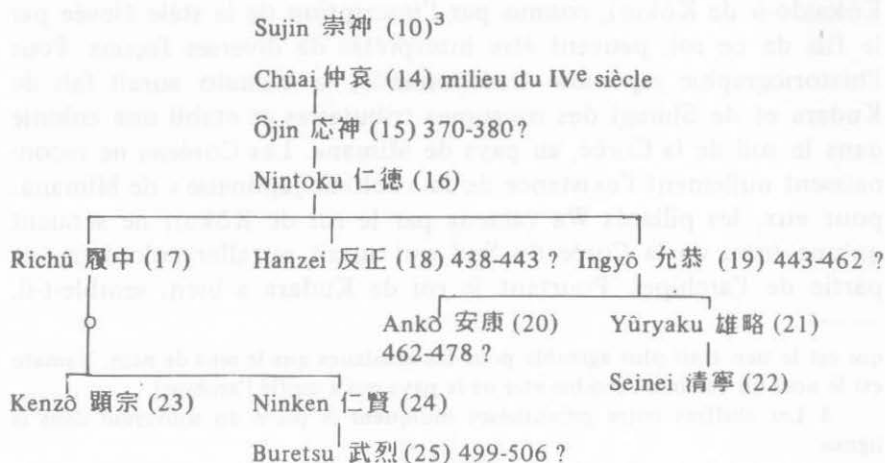 Sujin 崇神 (10)³
Chûai 仲哀 (14) milieu du IVe siècle
Ōjin 応神 (15) 370-380?
Nintoku 仁徳 (16)
Richû 履中 (17) Hanzei 反正 (18) 438-443 ? Ingyô 允恭 (19) 443-462 ?
Ankô 安康 (20) Yûryaku 雄略 (21)
462-478 ?
Seinei 清寧 (22)
Kenzô 顕宗 (23) Ninken 仁賢 (24)
Buretsu 武烈 (25) 499-506 ?